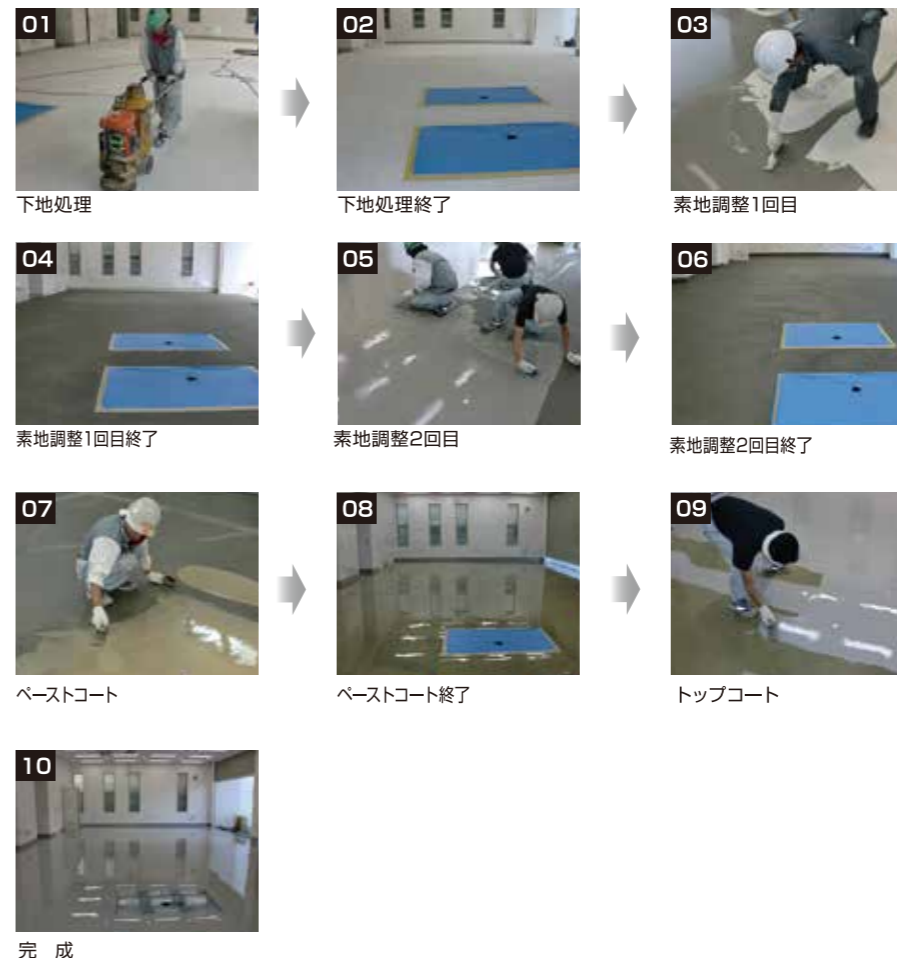 01
下地処理
02
下地処理終了
03
素地調整1回目
04
素地調整1回目終了
05
素地調整2回目
06
素地調整2回目終了
07
ペーストコート
08
ペーストコート終了
09
トップコート
10
完　成